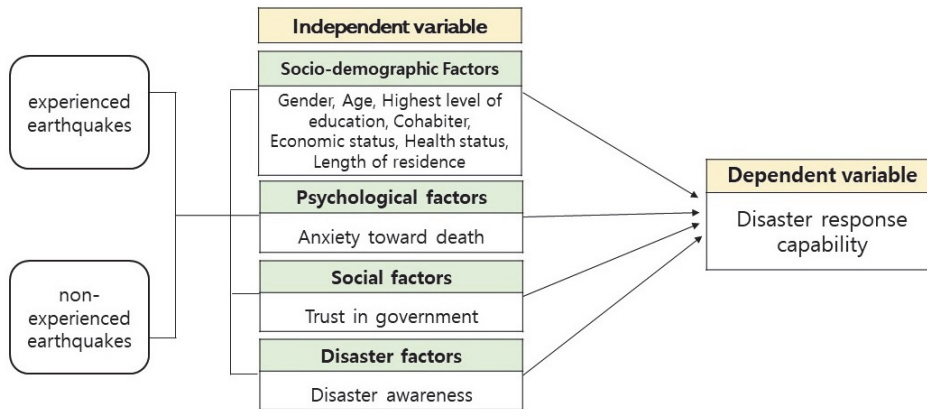 experienced
earthquakes
non-
experienced
earthquakes
Independent variable
Socio-demographic Factors
Gender, Age, Highest level of
education, Cohabiter,
Economic status, Health status,
Length of residence
Psychological factors
Anxiety toward death
Social factors
Trust in government
Disaster factors
Disaster awareness
Dependent variable
Disaster response
capability